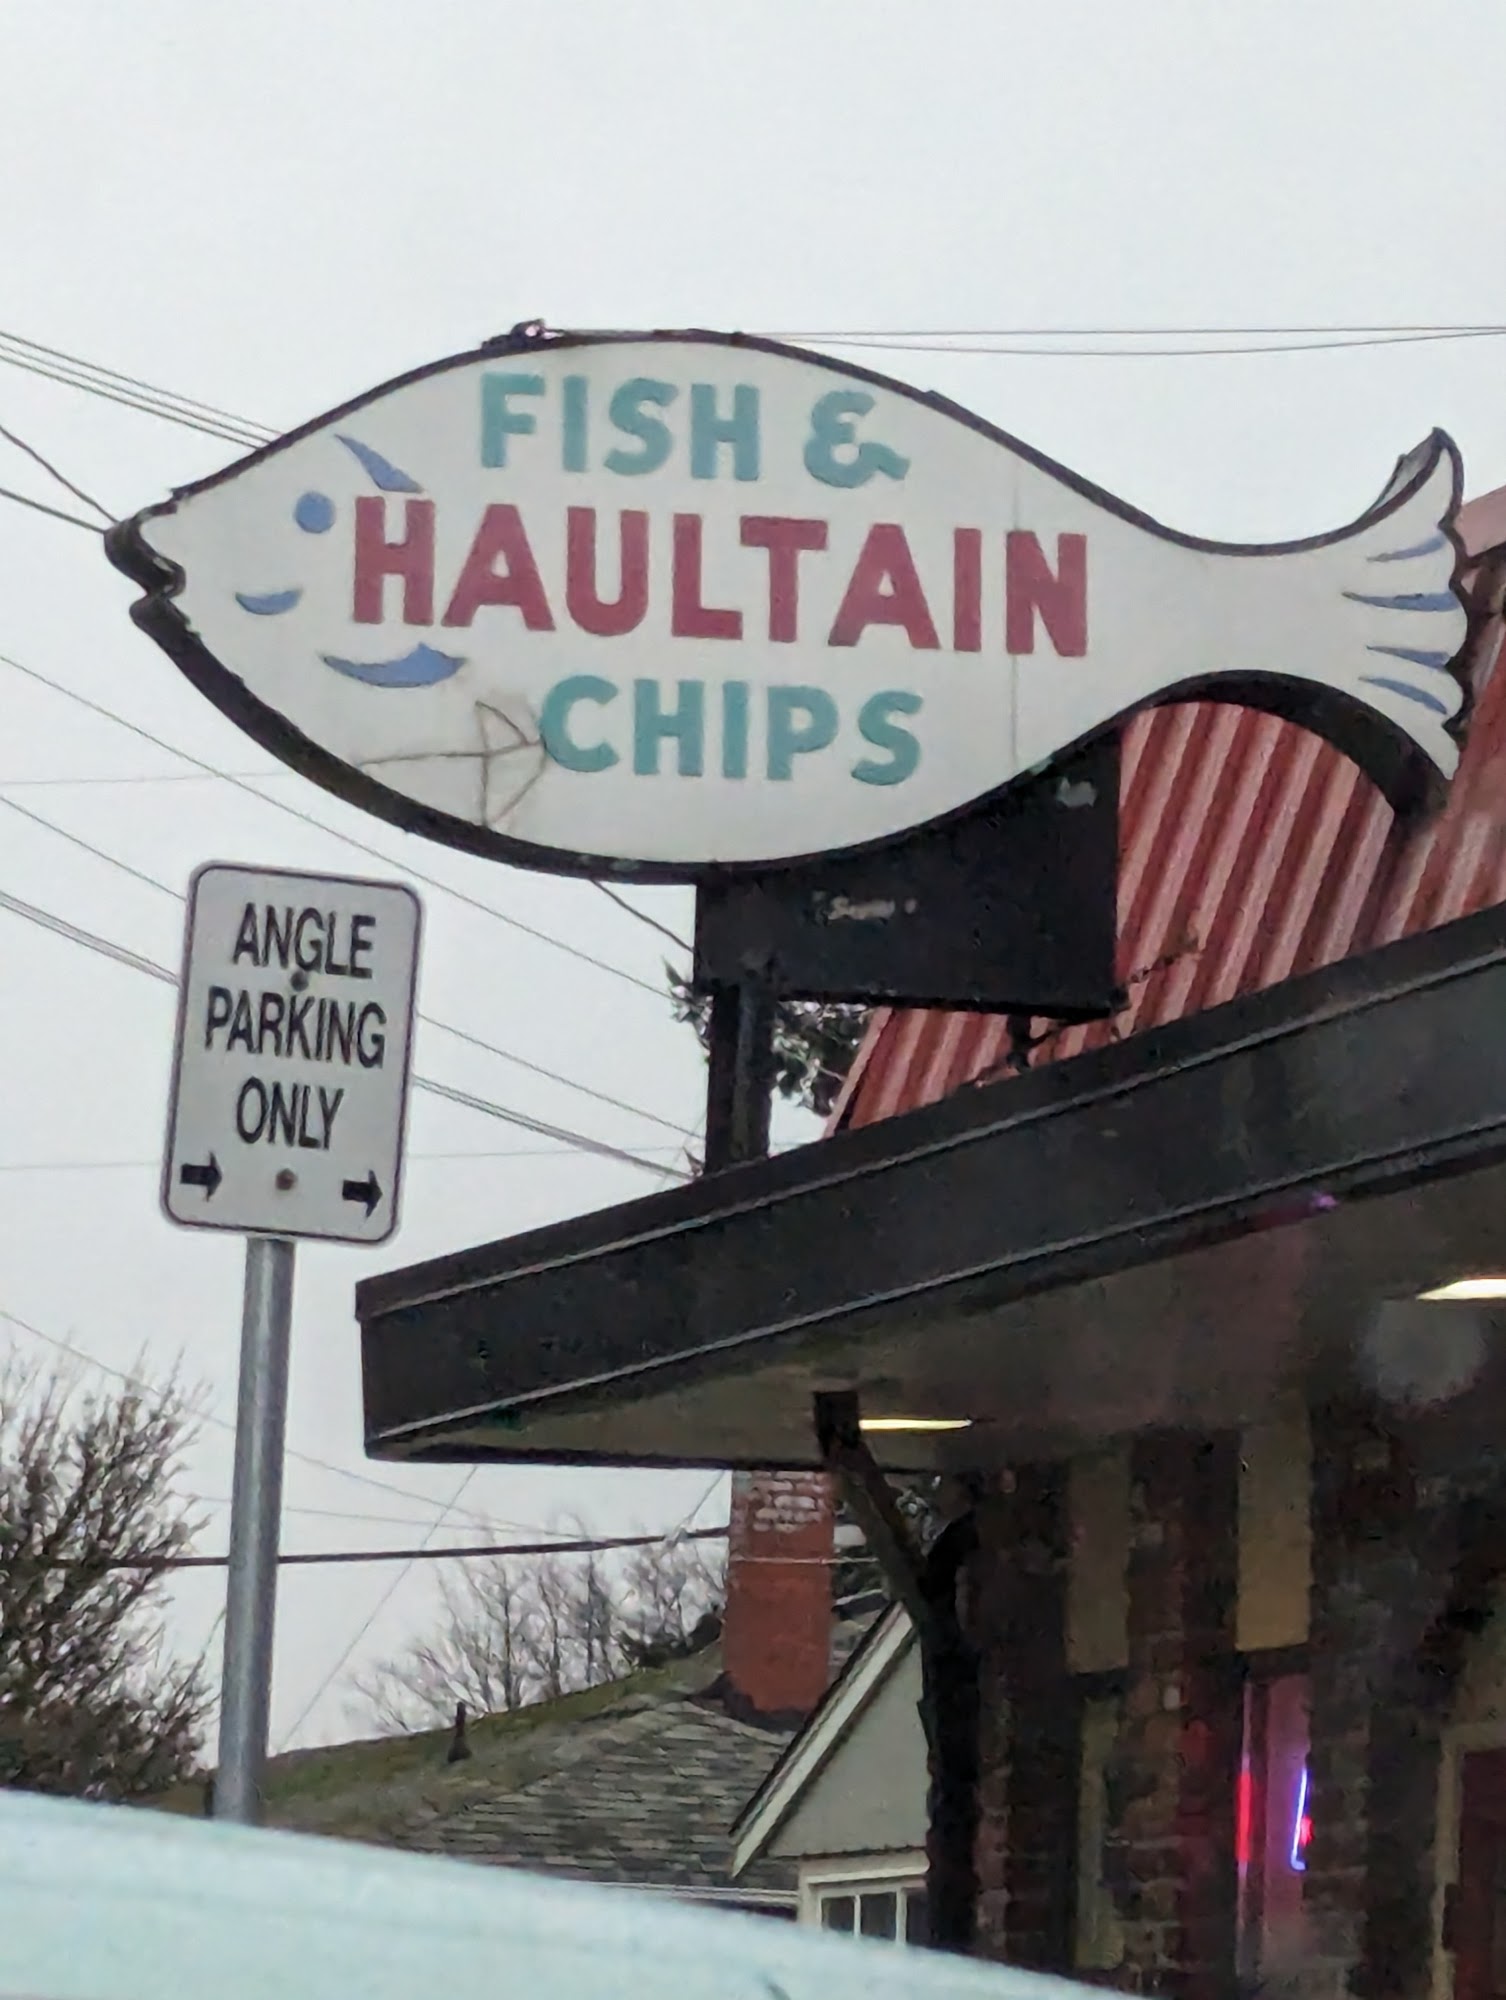 FISH &
HAULTAIN
CHIPS
ANGLE
PARKING
ONLY